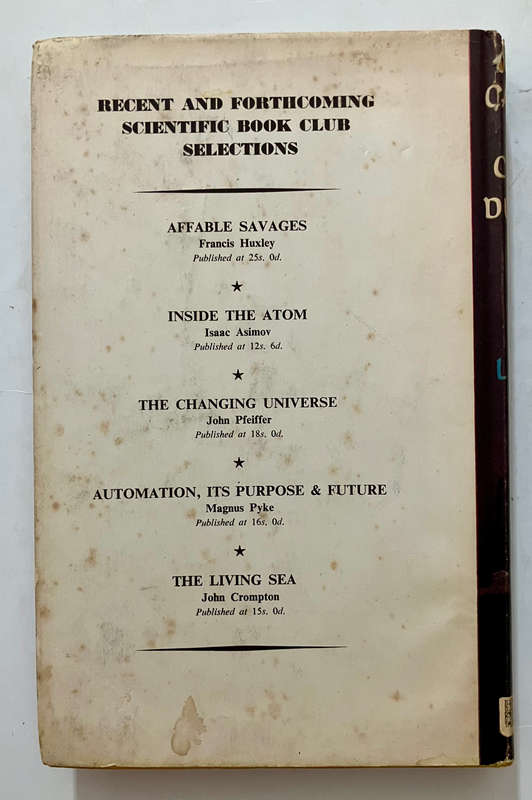 RECENT AND FORTHCOMING
SCIENTIFIC BOOK CLUB
SELECTIONS
AFFABLE SAVAGES
Francis Huxley
Published at 25s. 0d.
★
INSIDE THE ATOM
Isaac Asimov
Published at 12s. 6d.
★
THE CHANGING UNIVERSE
John Pfeiffer
Published at 18s. 0d.
★
AUTOMATION, ITS PURPOSE & FUTURE
Magnus Pyke
Published at 16s. 0d.
★
THE LIVING SEA
John Crompton
Published at 15s. 0d.